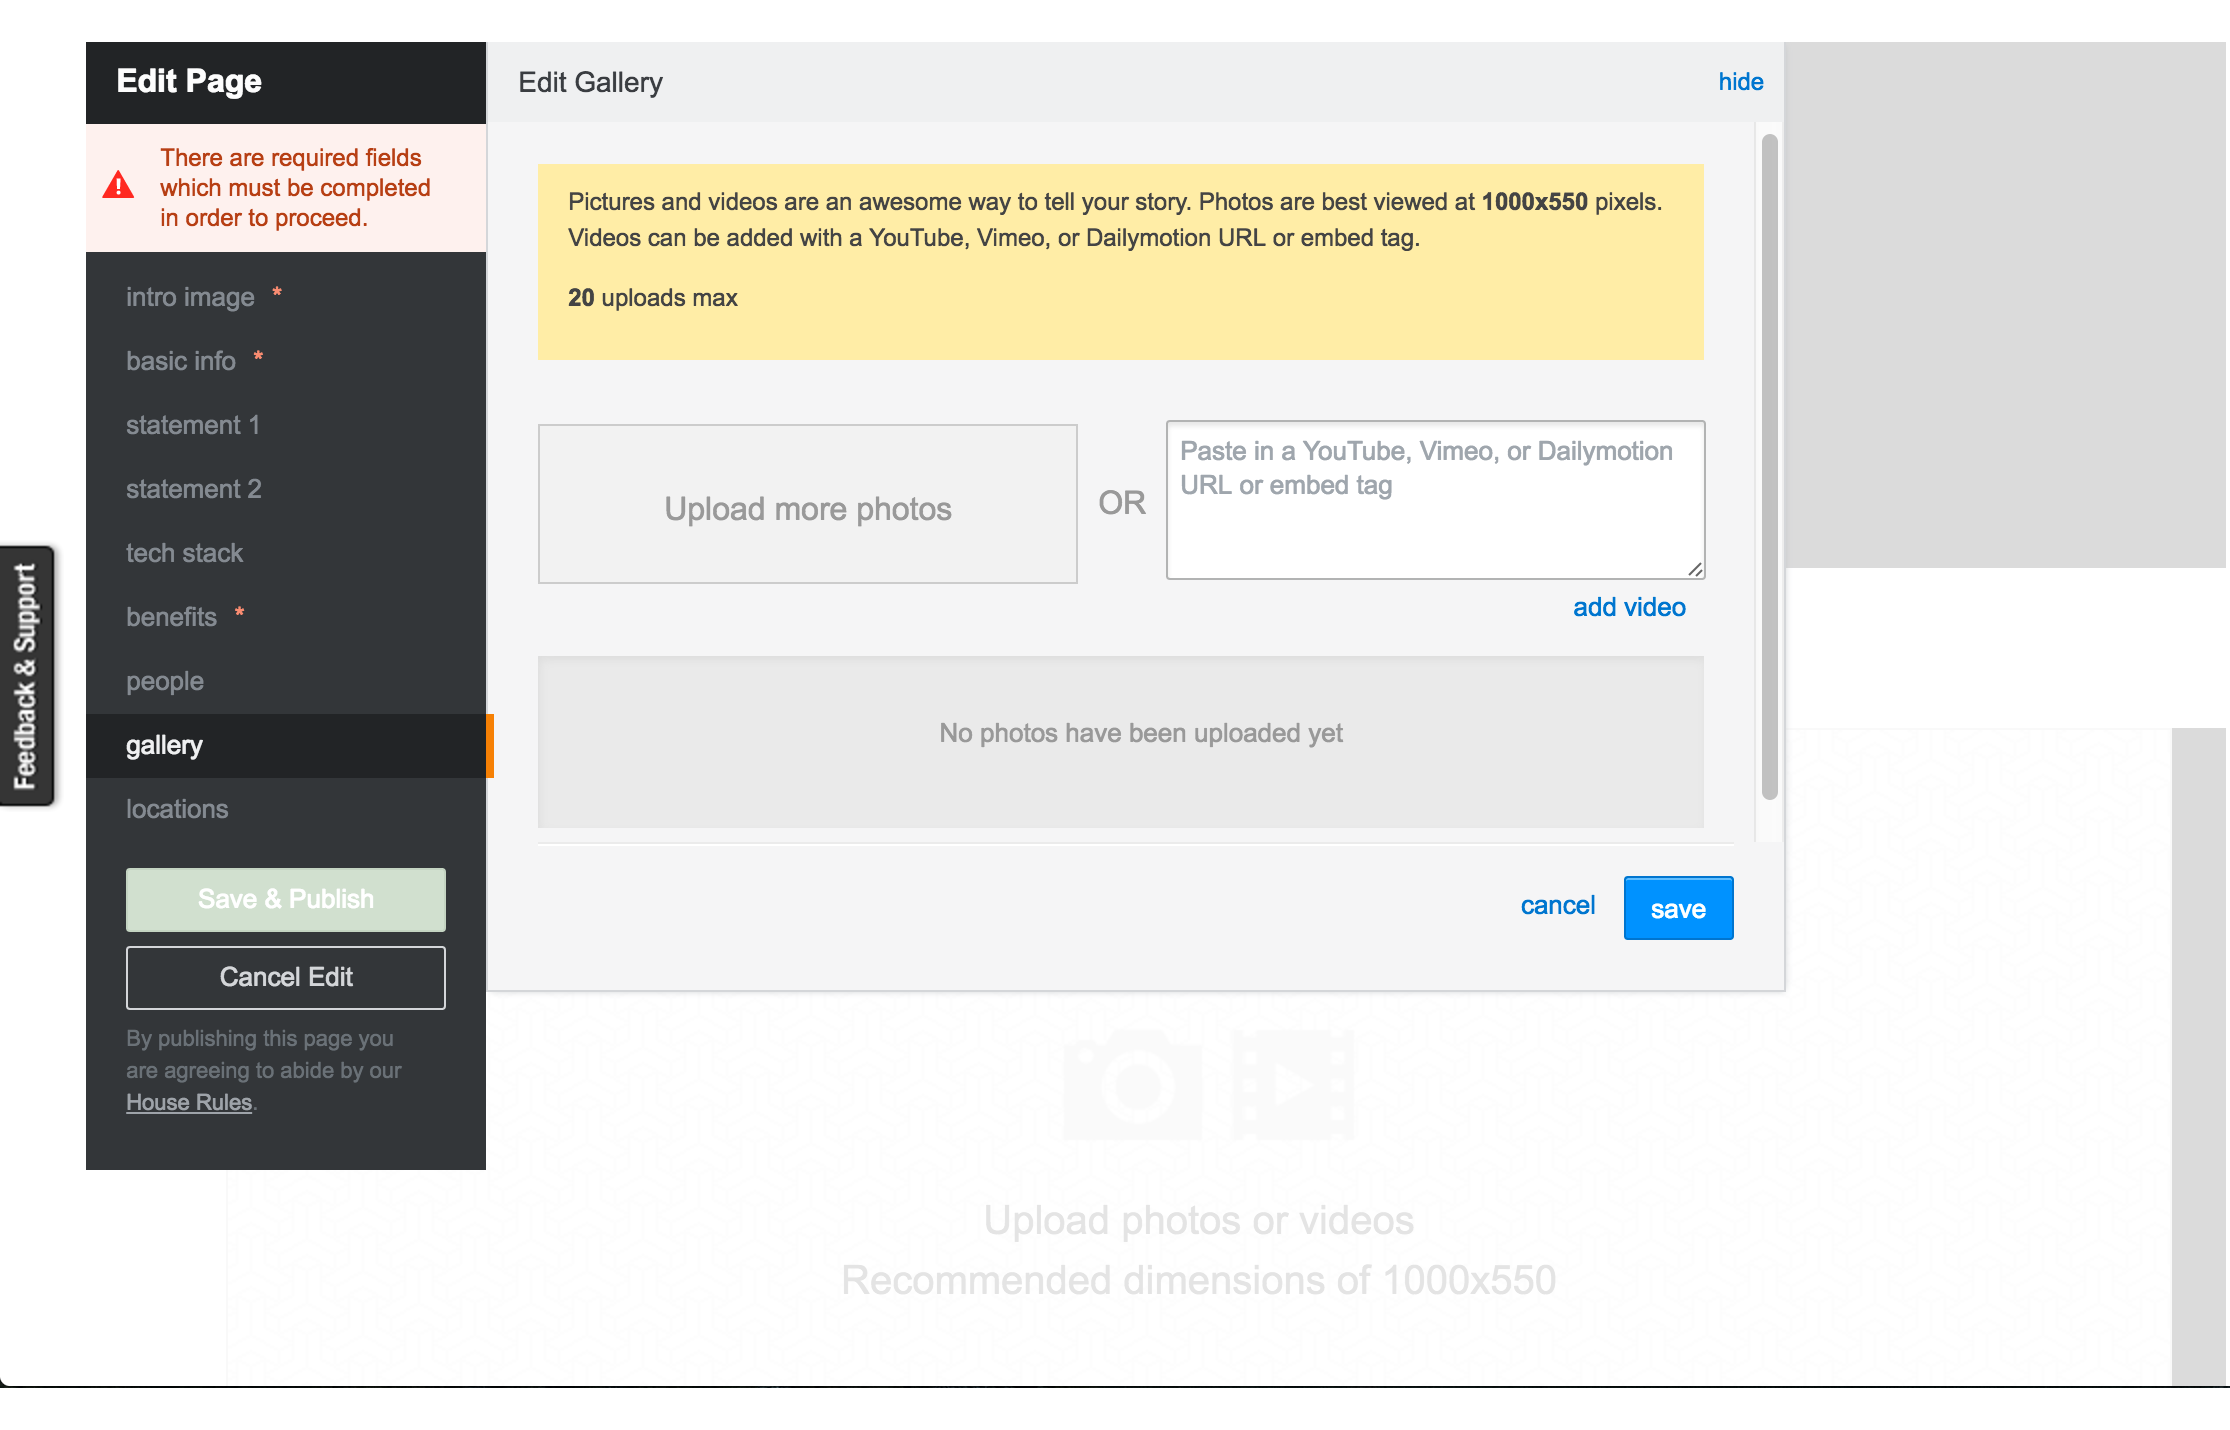 Edit Page
There are required fields
which must be completed
in order to proceed.
intro image *
basic info *
statement 1
statement 2
tech stack
benefits *
people
gallery
locations
Save & Publish
Cancel Edit
By publishing this page you
are agreeing to abide by our
House Rules.
Feedback & Support
Edit Gallery
hide
Pictures and videos are an awesome way to tell your story. Photos are best viewed at 1000x550 pixels.
Videos can be added with a YouTube, Vimeo, or Dailymotion URL or embed tag.
20 uploads max
Upload more photos
OR
Paste in a YouTube, Vimeo, or Dailymotion
URL or embed tag
add video
No photos have been uploaded yet
cancel
save
Upload photos or videos
Recommended dimensions of 1000x550